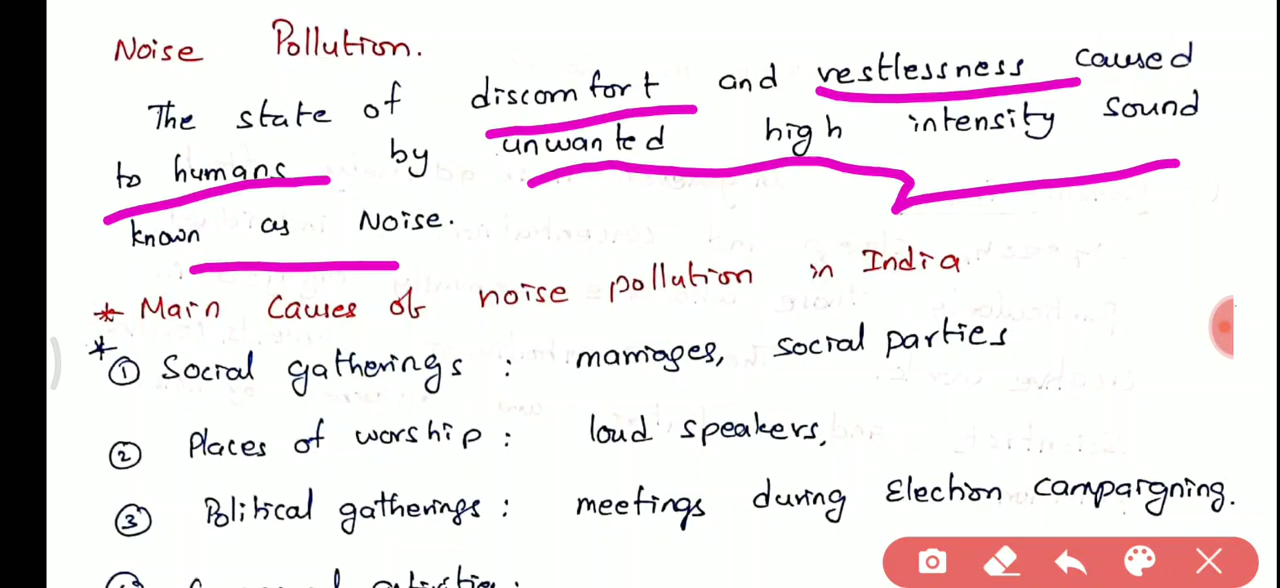 Noise Pollution.
The state of discomfort and restlessness caused
to humans by unwanted high intensity sound
known as Noise.
* Main Causes of noise pollution in India
* ① Social gatherings : marriages, social parties
② Places of worship : loud speakers,
③ Political gatherings : meetings during Election campaigning.